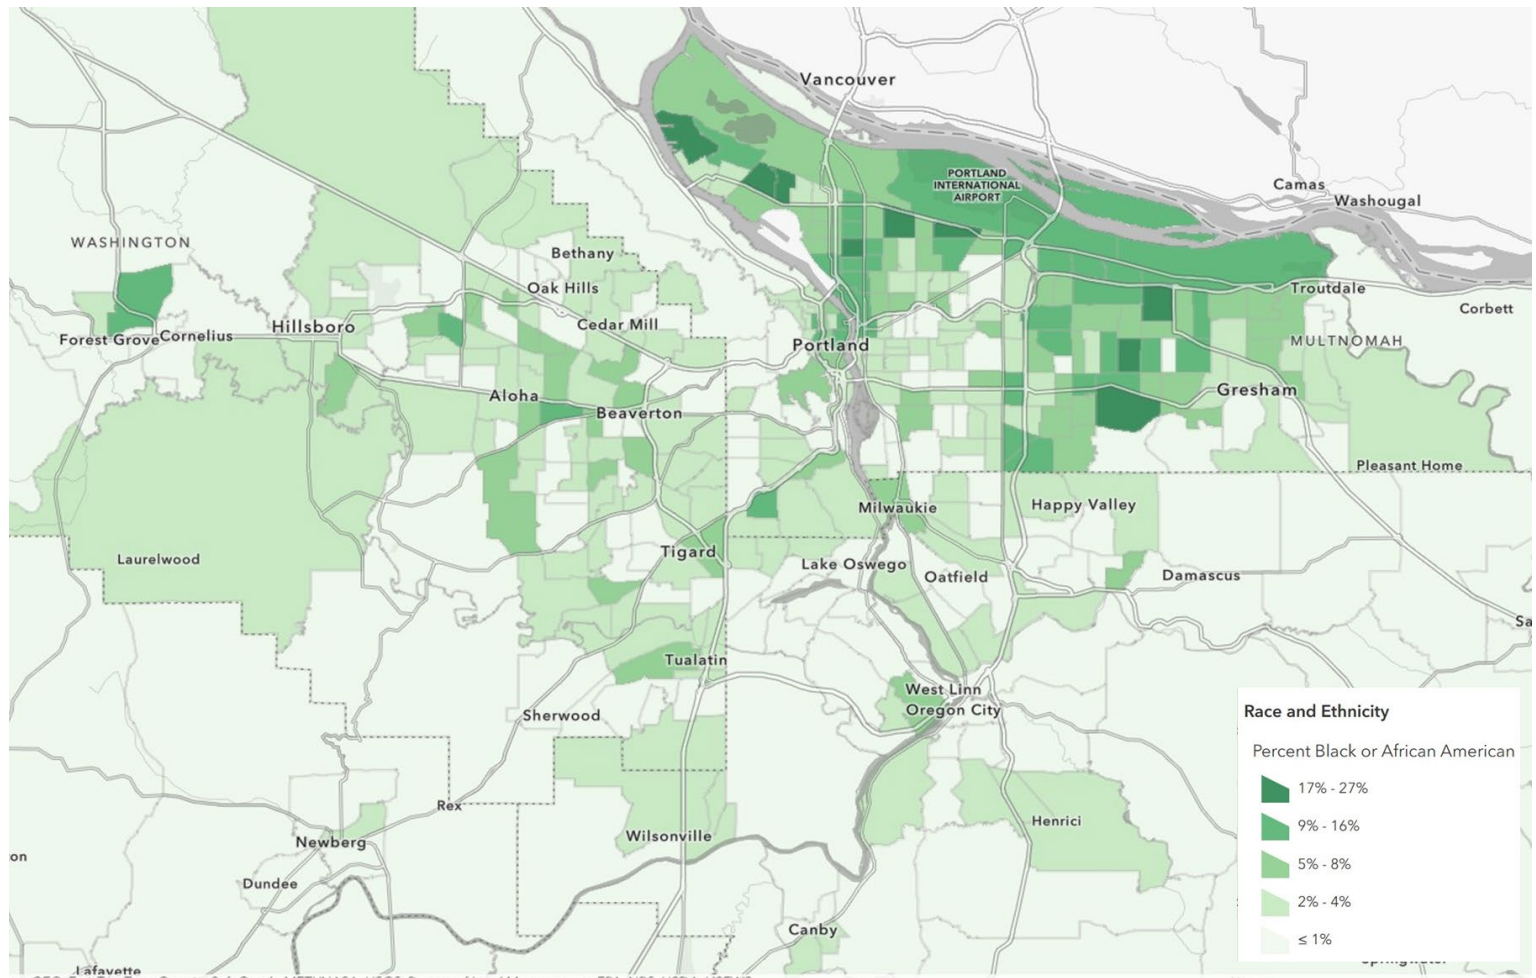 Vancouver
PORTLAND
INTERNATIONAL
AIRPORT
Camas
Washougal
WASHINGTON
Bethany
Oak Hills
Troutdale
Corbett
Forest Grove
Cornelius
Hillsboro
Cedar Mill
Portland
MULTNOMAH
Aloha
Beaverton
Gresham
Pleasant Home
Milwaukie
Happy Valley
Laurelwood
Tigard
Lake Oswego
Oatfield
Damascus
Sa
Tualatin
West Linn
Oregon City
Sherwood
Race and Ethnicity
Percent Black or African American
17% - 27%
9% - 16%
5% - 8%
2% - 4%
≤ 1%
Rex
Wilsonville
Henrici
Newberg
on
Dundee
Canby
Lafayette